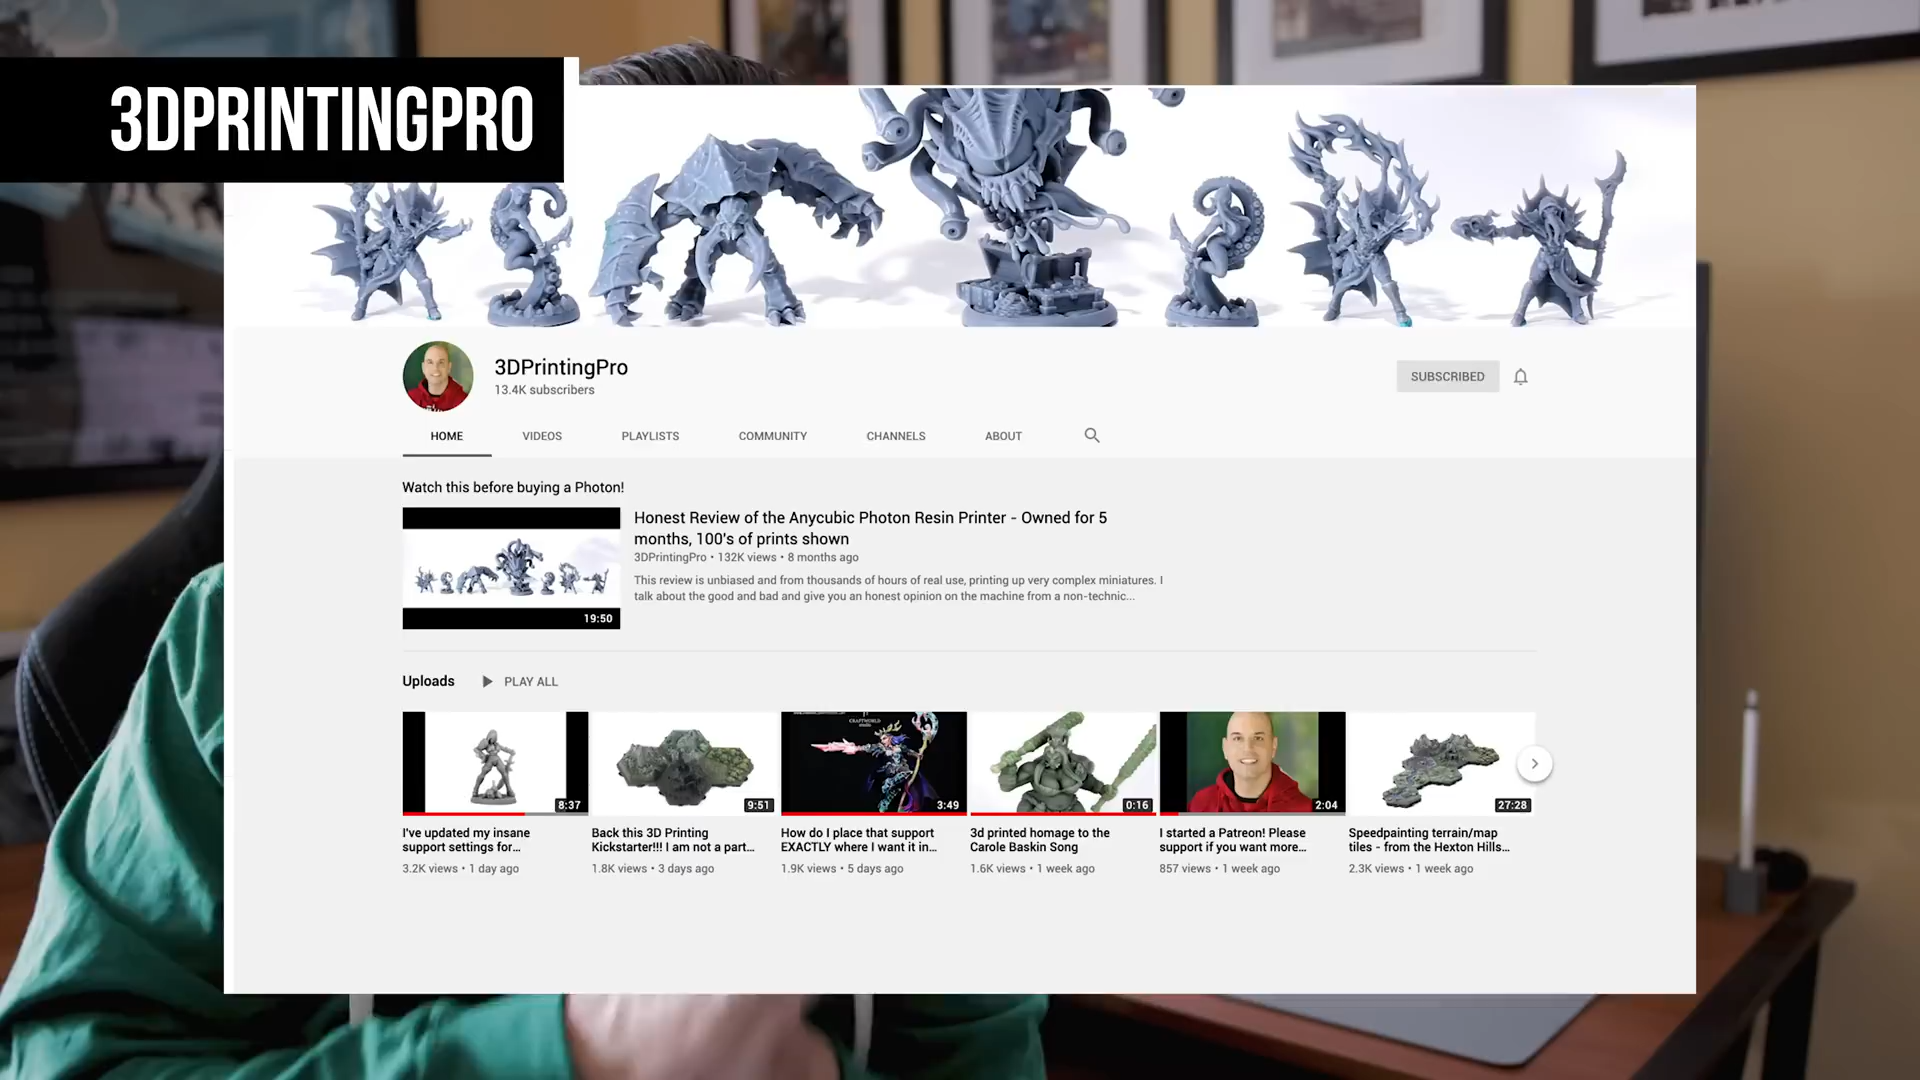 3DPRINTINGPRO
3DPrintingPro
13.4K subscribers
SUBSCRIBED
HOME
VIDEOS
PLAYLISTS
COMMUNITY
CHANNELS
ABOUT
Watch this before buying a Photon!
Honest Review of the Anycubic Photon Resin Printer - Owned for 5
months, 100's of prints shown
3DPrintingPro • 132K views • 8 months ago
This review is unbiased and from thousands of hours of real use, printing up very complex miniatures. I
talk about the good and bad and give you an honest opinion on the machine from a non-technic...
19:50
Uploads
PLAY ALL
8:37
I've updated my insane
support settings for...
3.2K views • 1 day ago
9:51
Back this 3D Printing
Kickstarter!!! I am not a part...
1.8K views • 3 days ago
CRAFTWORLD
3:49
How do I place that support
EXACTLY where I want it in...
1.9K views • 5 days ago
0:16
3d printed homage to the
Carole Baskin Song
1.6K views • 1 week ago
2:04
I started a Patreon! Please
support if you want more...
857 views • 1 week ago
27:28
Speedpainting terrain/map
tiles - from the Hexton Hills...
2.3K views • 1 week ago